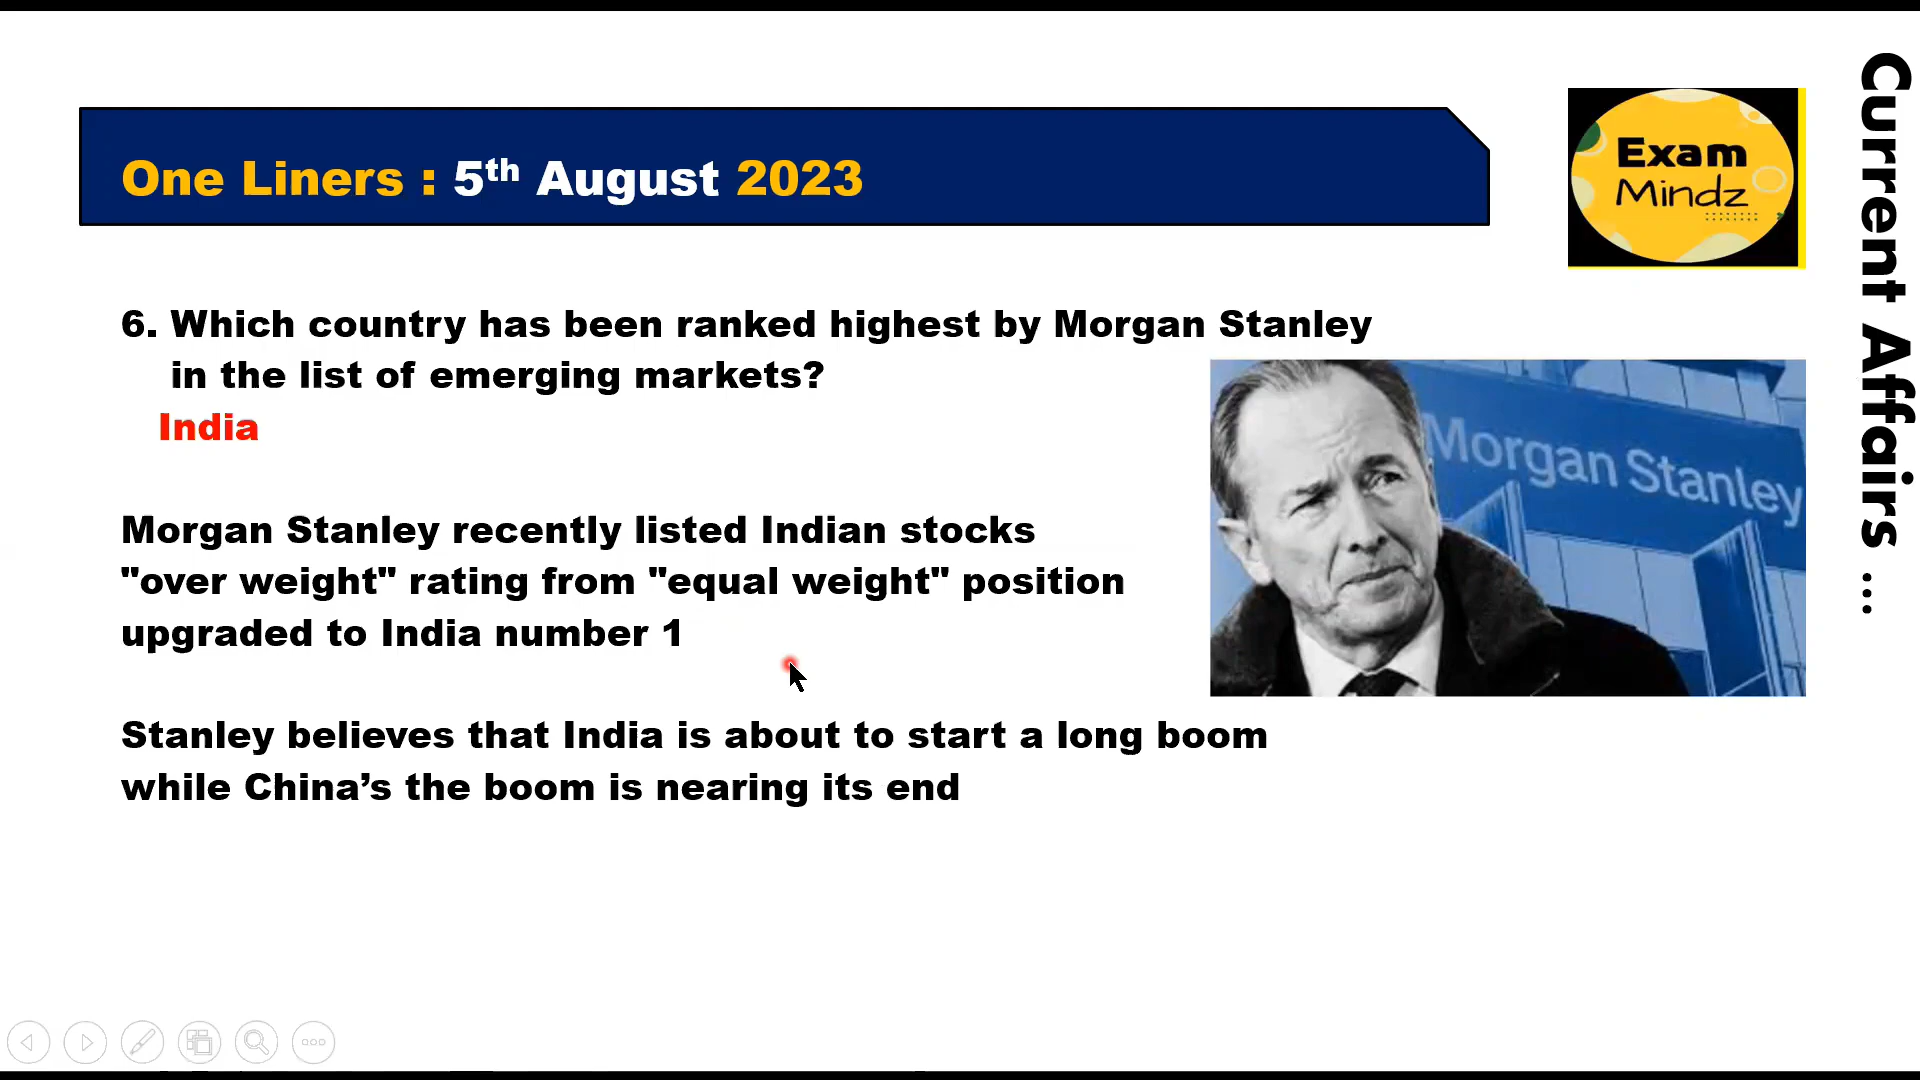 One Liners : 5th August 2023
Exam
Mindz
Current Affairs ...
6. Which country has been ranked highest by Morgan Stanley
in the list of emerging markets?
India
Morgan Stanley
Morgan Stanley recently listed Indian stocks
"over weight" rating from "equal weight" position
upgraded to India number 1
Stanley believes that India is about to start a long boom
while China’s the boom is nearing its end